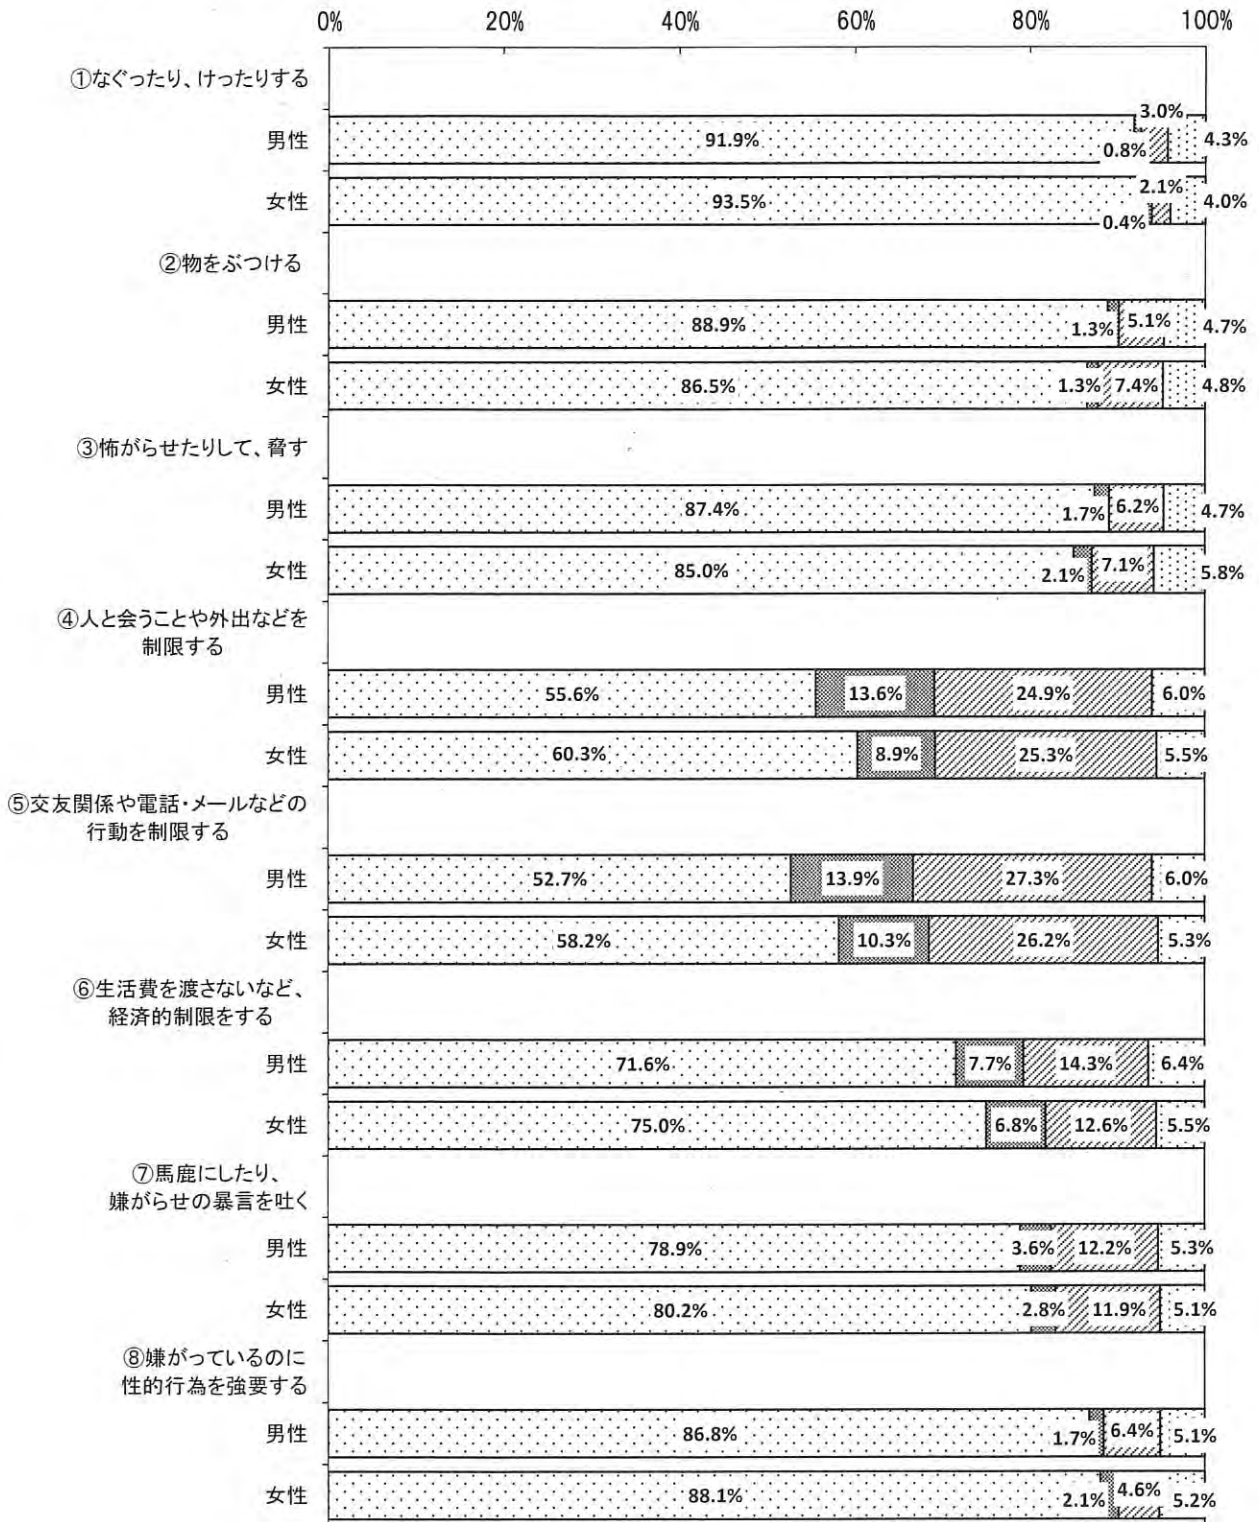 0% 20% 40% 60% 80% 100%
①なぐったり、けったりする
男性 91.9% 0.8% 3.0% 4.3%
女性 93.5% 0.4% 2.1% 4.0%
②物をぶつける
男性 88.9% 1.3% 5.1% 4.7%
女性 86.5% 1.3% 7.4% 4.8%
③怖がらせたりして、脅す
男性 87.4% 1.7% 6.2% 4.7%
女性 85.0% 2.1% 7.1% 5.8%
④人と会うことや外出などを
制限する
男性 55.6% 13.6% 24.9% 6.0%
女性 60.3% 8.9% 25.3% 5.5%
⑤交友関係や電話・メールなどの
行動を制限する
男性 52.7% 13.9% 27.3% 6.0%
女性 58.2% 10.3% 26.2% 5.3%
⑥生活費を渡さないなど、
経済的制限をする
男性 71.6% 7.7% 14.3% 6.4%
女性 75.0% 6.8% 12.6% 5.5%
⑦馬鹿にしたり、
嫌がらせの暴言を吐く
男性 78.9% 3.6% 12.2% 5.3%
女性 80.2% 2.8% 11.9% 5.1%
⑧嫌がっているのに
性的行為を強要する
男性 86.8% 1.7% 6.4% 5.1%
女性 88.1% 2.1% 4.6% 5.2%